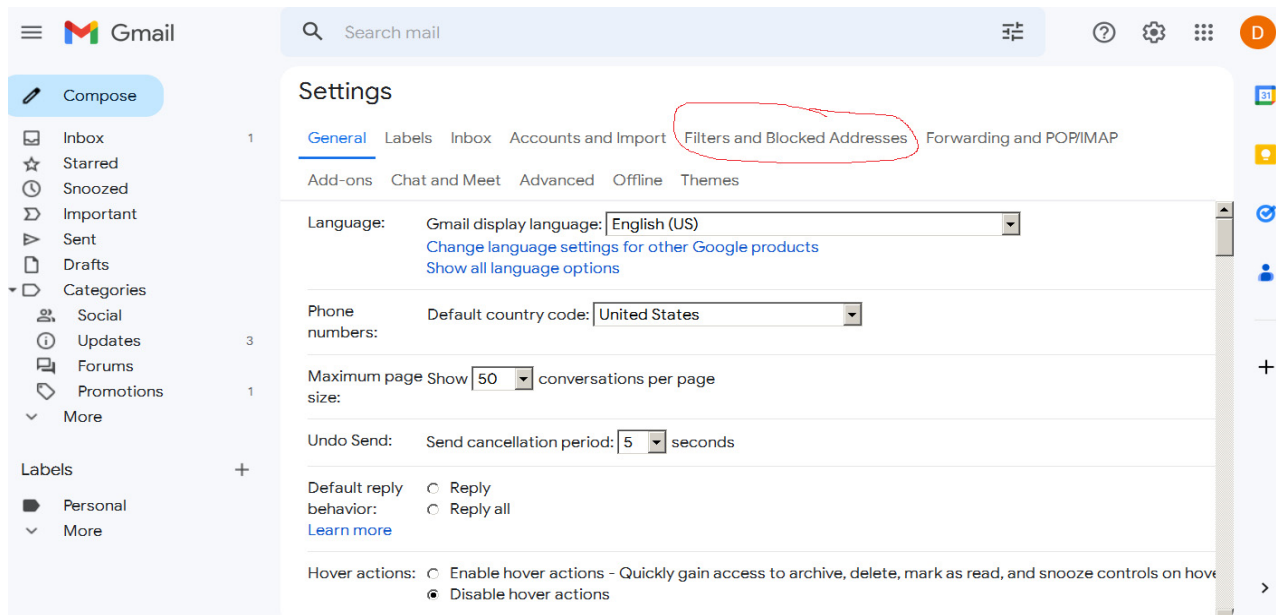 Gmail
Search mail
D
Compose
Inbox 1
Starred
Snoozed
Important
Sent
Drafts
Categories
Social
Updates 3
Forums
Promotions 1
More
Labels
Personal
More
Settings
General Labels Inbox Accounts and Import Filters and Blocked Addresses Forwarding and POP/IMAP
Add-ons Chat and Meet Advanced Offline Themes
Language: Gmail display language: English (US)
Change language settings for other Google products
Show all language options
Phone numbers: Default country code: United States
Maximum page size: Show 50 conversations per page
Undo Send: Send cancellation period: 5 seconds
Default reply behavior: Reply
Reply all
Learn more
Hover actions: Enable hover actions - Quickly gain access to archive, delete, mark as read, and snooze controls on
Disable hover actions
31